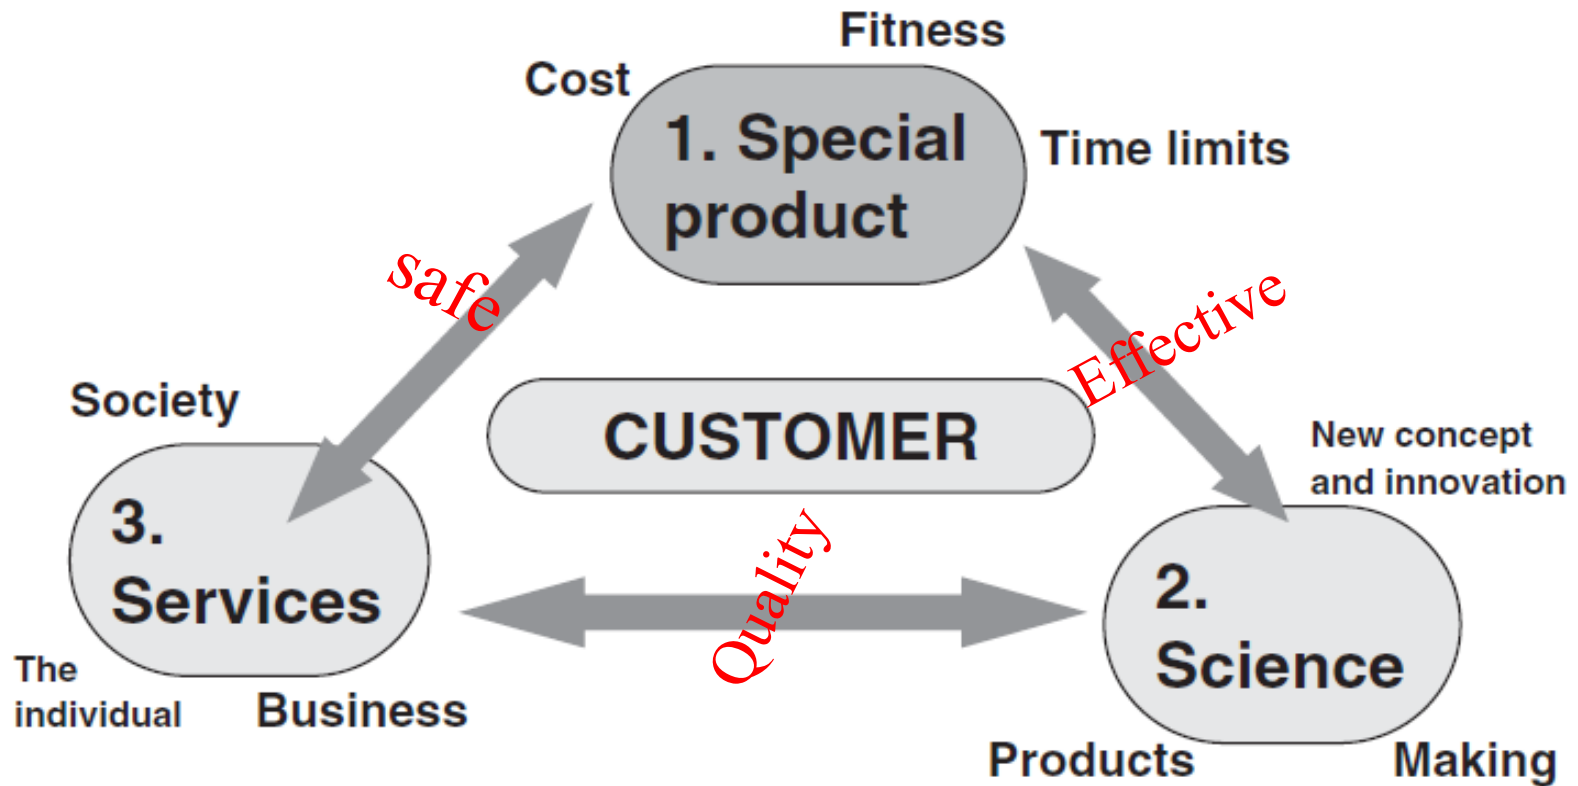 Fitness
Cost
1. Special
product
Time limits
safe
Effective
Society
CUSTOMER
New concept
and innovation
3.
Services
Quality
2.
Science
The
individual
Business
Products
Making